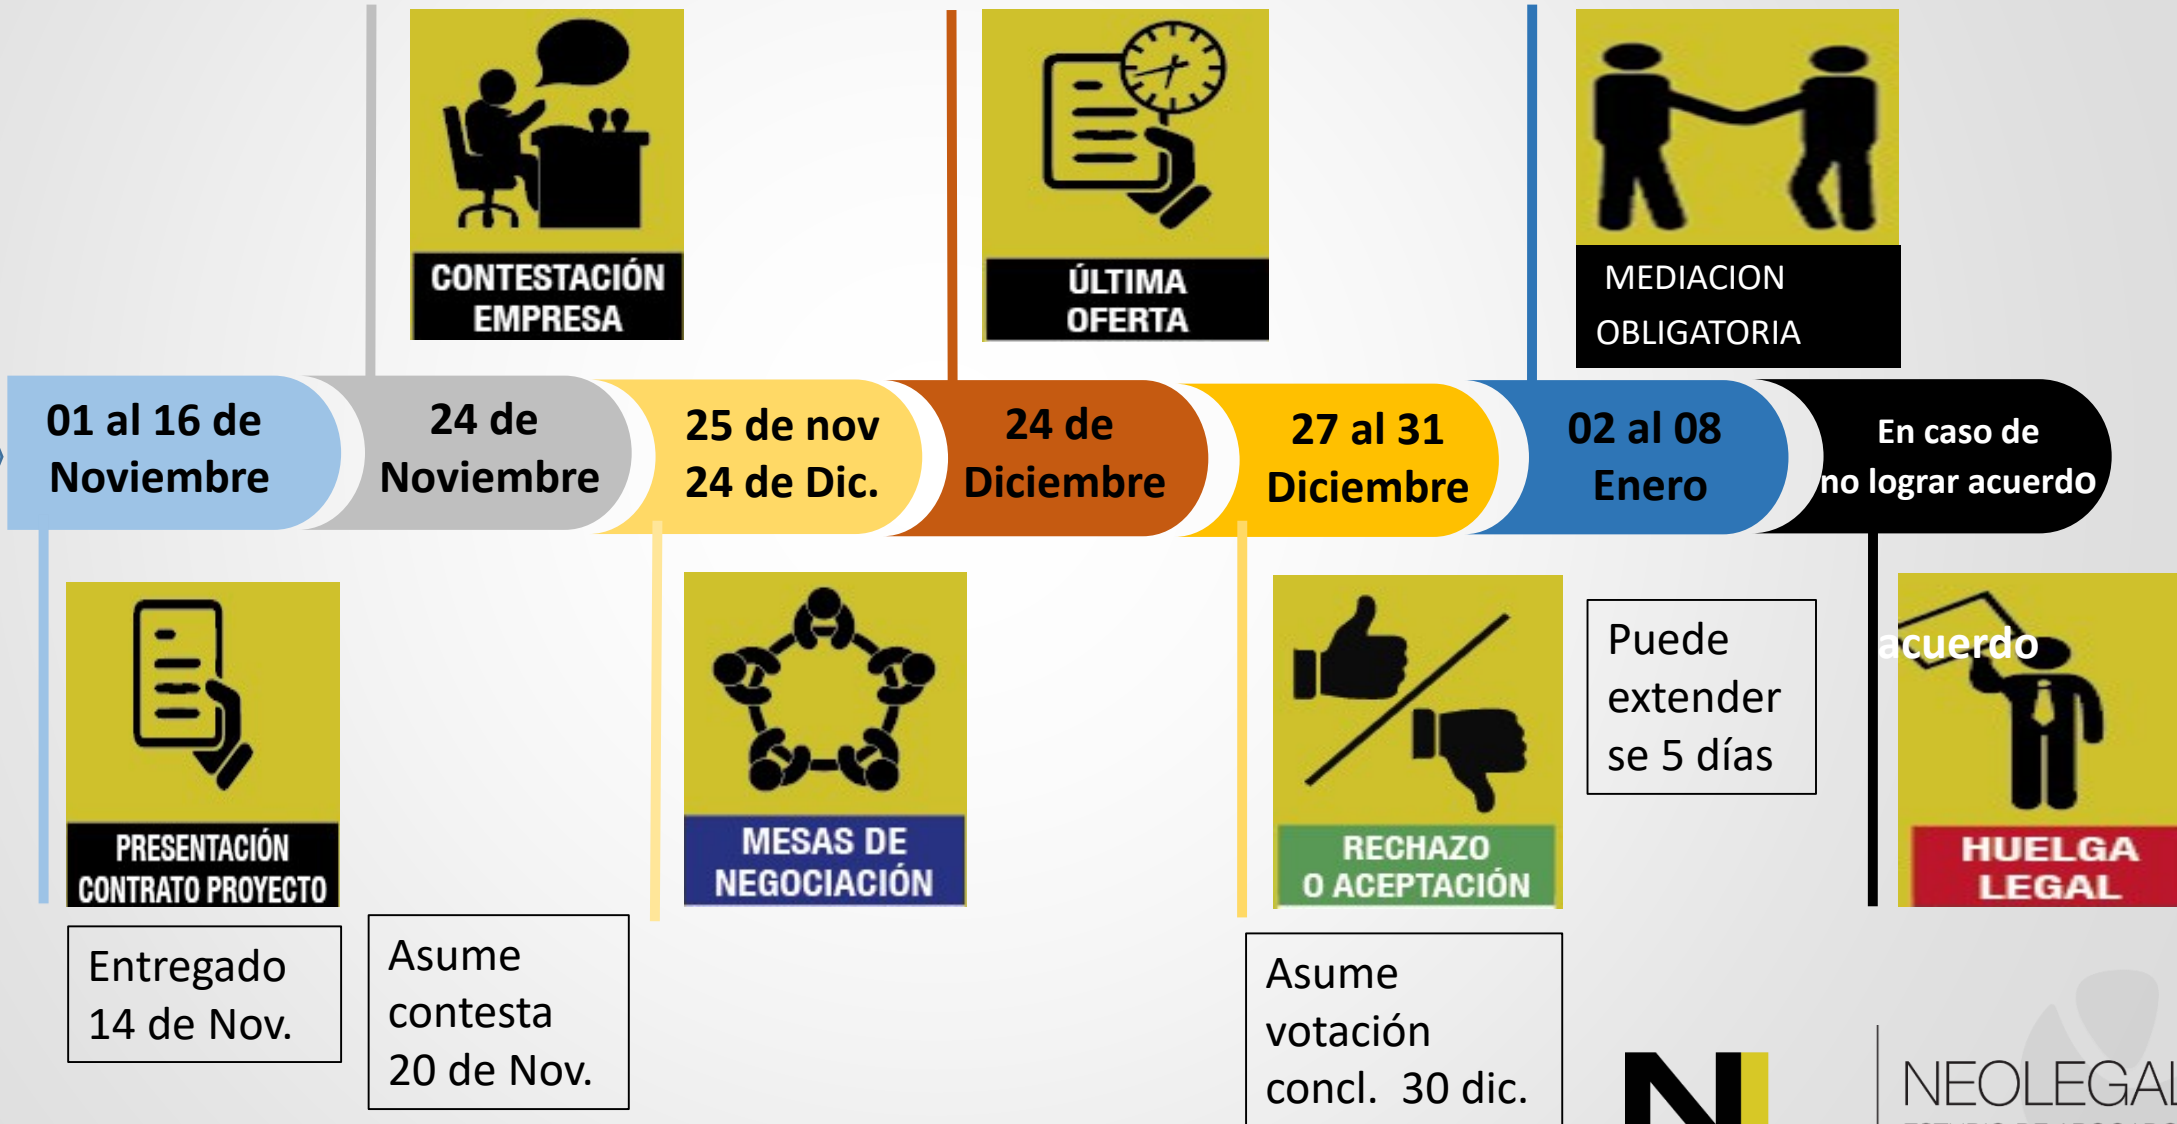 CONTESTACIÓN
EMPRESA
ÚLTIMA
OFERTA
MEDIACION
OBLIGATORIA
01 al 16 de
Noviembre
24 de
Noviembre
25 de nov
24 de Dic.
24 de
Diciembre
27 al 31
Diciembre
02 al 08
Enero
En caso de
no lograr acuerdo
PRESENTACIÓN
CONTRATO PROYECTO
MESAS DE
NEGOCIACIÓN
RECHAZO
O ACEPTACIÓN
Puede
extender
se 5 días
acuerdo
HUELGA
LEGAL
Entregado
14 de Nov.
Asume
contesta
20 de Nov.
Asume
votación
concl. 30 dic.
NEOLEGAL